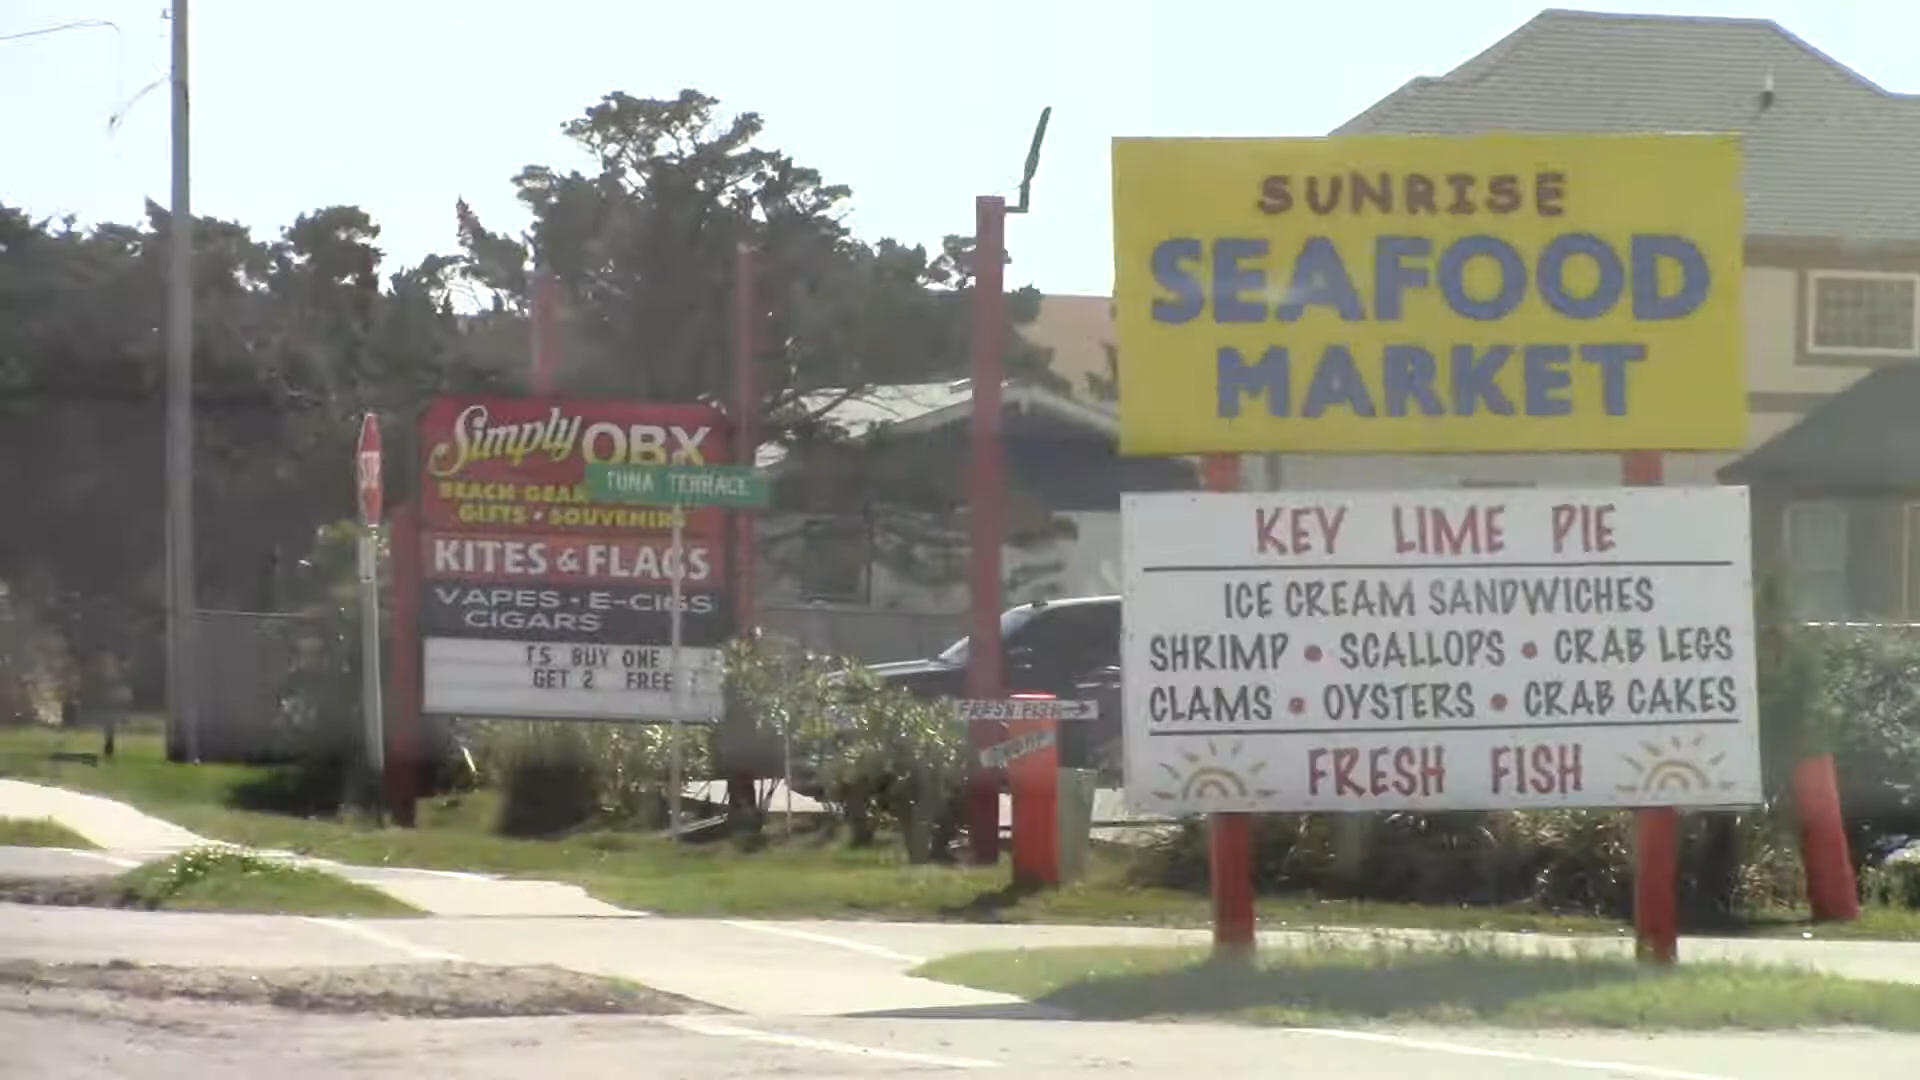 SUNRISE
SEAFOOD
MARKET
KEY LIME PIE
ICE CREAM SANDWICHES
SHRIMP • SCALLOPS • CRAB LEGS
CLAMS • OYSTERS • CRAB CAKES
FRESH FISH
Simply OBX
BEACH GEAR
GIFTS • SOUVENIRS
KITES & FLAGS
VAPES • E-CIGS
CIGARS
TS BUY ONE
GET 2 FREE
TUNA TERRACE
STOP
FRESH FISH →